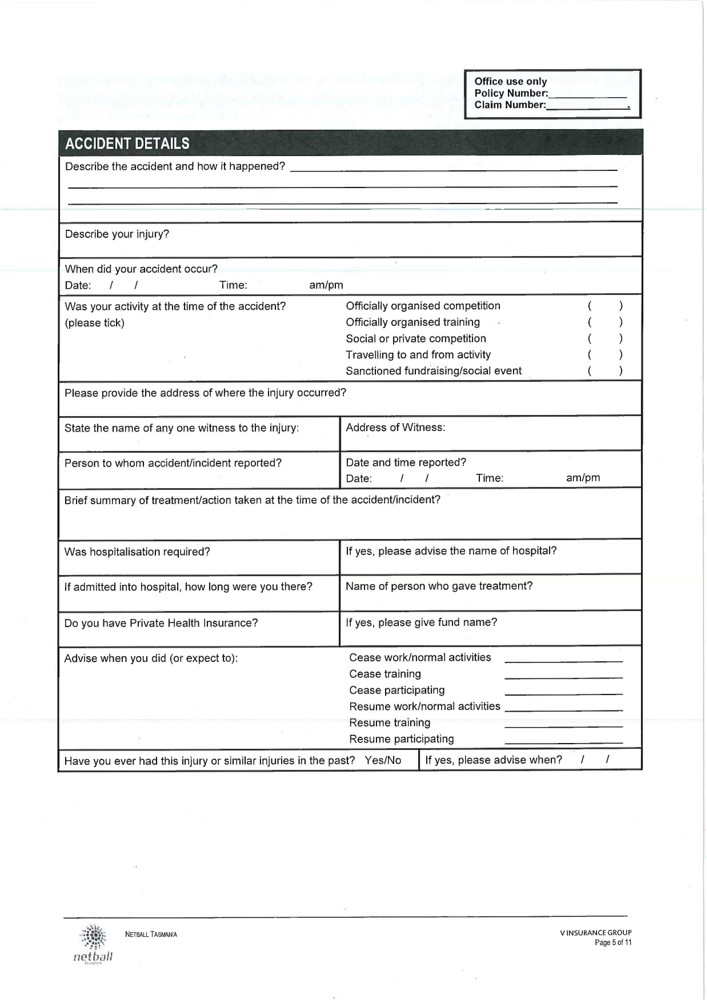 Office use only
Policy Number:
Claim Number: .
ACCIDENT DETAILS
Describe the accident and how it happened?
Describe your injury?
When did your accident occur?
Date: / / Time: am/pm
Was your activity at the time of the accident? Officially organised competition ( )
(please tick) Officially organised training ( )
Social or private competition ( )
Travelling to and from activity ( )
Sanctioned fundraising/social event ( )
Please provide the address of where the injury occurred?
State the name of any one witness to the injury: Address of Witness:
Person to whom accident/incident reported? Date and time reported?
Date: / / Time: am/pm
Brief summary of treatment/action taken at the time of the accident/incident?
Was hospitalisation required? If yes, please advise the name of hospital?
If admitted into hospital, how long were you there? Name of person who gave treatment?
Do you have Private Health Insurance? If yes, please give fund name?
Advise when you did (or expect to): Cease work/normal activities
Cease training
Cease participating
Resume work/normal activities
Resume training
Resume participating
Have you ever had this injury or similar injuries in the past? Yes/No If yes, please advise when? / /
NETBALL TASMANIA V INSURANCE GROUP
Page 5 of 11
netball